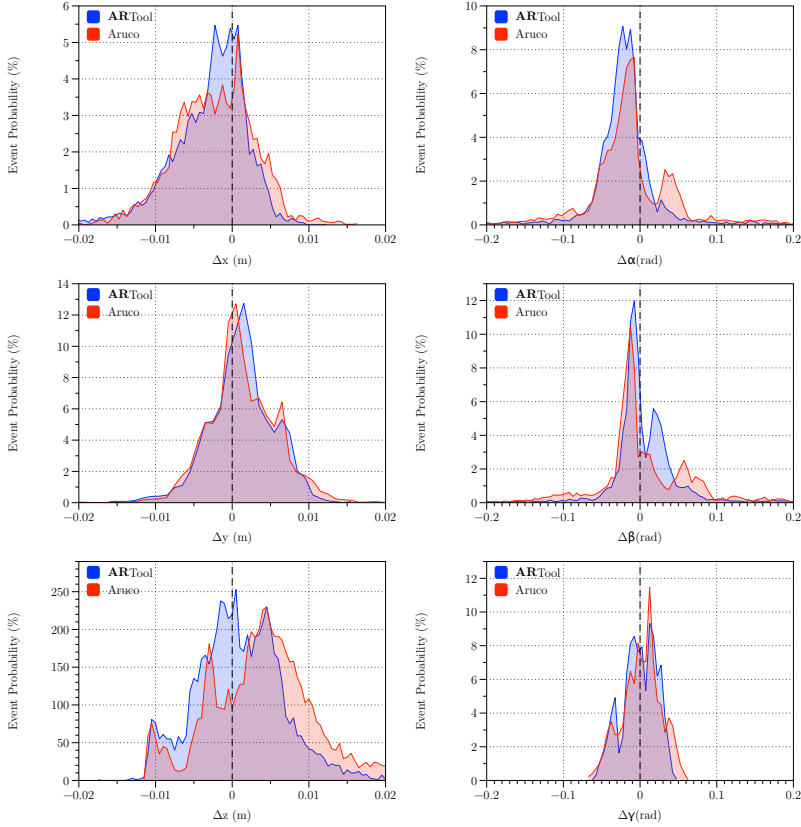 6
5
4
3
2
1
0
Event Probability (%)
ARTool
Aruco
−0.02
−0.01
0
0.01
0.02
Δx (m)
10
8
6
4
2
0
Event Probability (%)
ARTool
Aruco
−0.2
−0.1
0
0.1
0.2
Δα(rad)
14
12
10
8
6
4
2
0
Event Probability (%)
ARTool
Aruco
−0.02
−0.01
0
0.01
0.02
Δy (m)
12
10
8
6
4
2
0
Event Probability (%)
ARTool
Aruco
−0.2
−0.1
0
0.1
0.2
Δβ(rad)
250
200
150
100
50
0
Event Probability (%)
ARTool
Aruco
−0.02
−0.01
0
0.01
0.02
Δz (m)
12
10
8
6
4
2
0
Event Probability (%)
ARTool
Aruco
−0.2
−0.1
0
0.1
0.2
Δγ(rad)